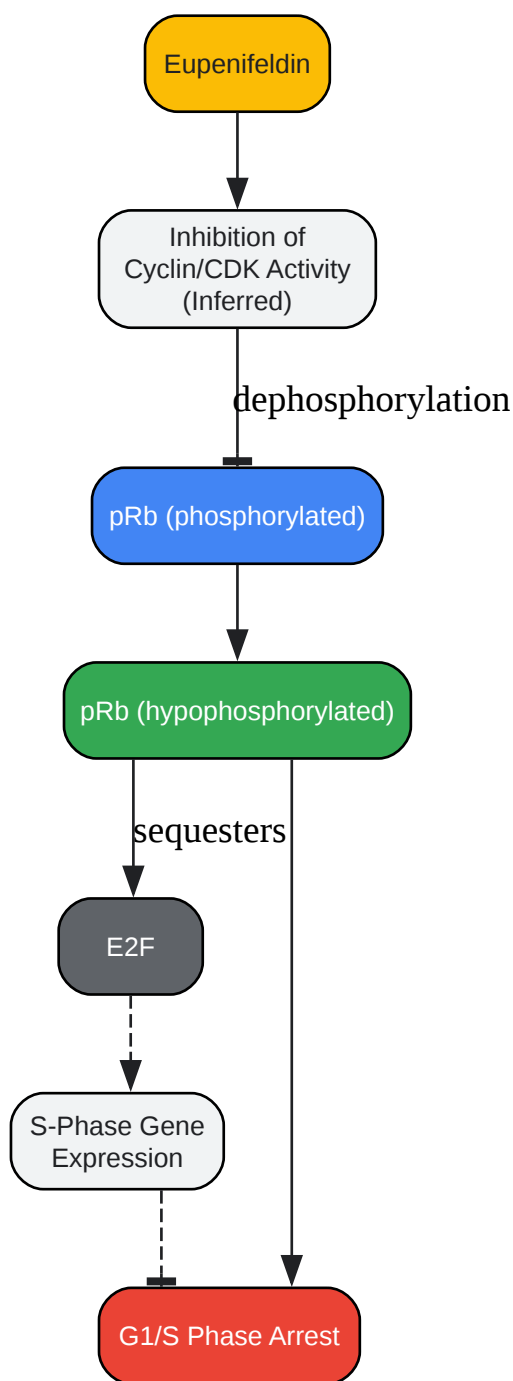 Eupenifeldin
Inhibition of
Cyclin/CDK Activity
(Inferred)
dephosphorylation
pRb (phosphorylated)
pRb (hypophosphorylated)
sequesters
E2F
S-Phase Gene
Expression
G1/S Phase Arrest